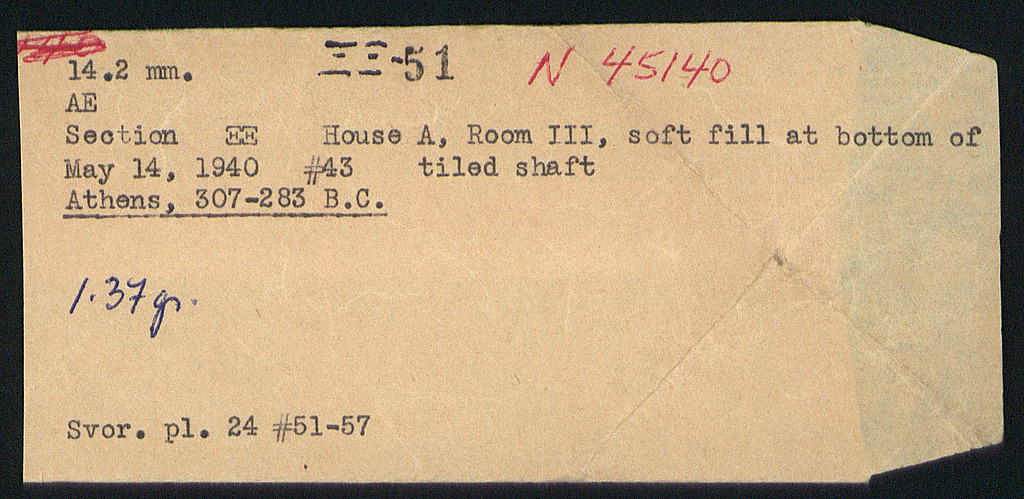 ΞΞ-51
N 45140
14.2 mm.
AE
Section ΞΞ House A, Room III, soft fill at bottom of
May 14, 1940 #43 tiled shaft
Athens, 307-283 B.C.
1.37 gr.
Svor. pl. 24 #51-57